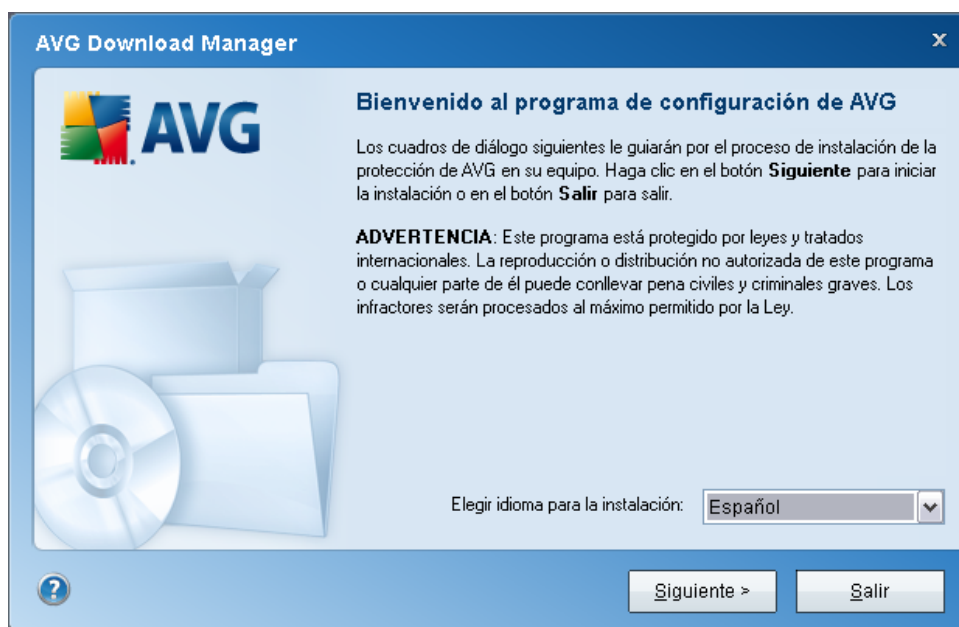 AVG Download Manager
x
AVG
Bienvenido al programa de configuración de AVG
Los cuadros de diálogo siguientes le guiarán por el proceso de instalación de la
protección de AVG en su equipo. Haga clic en el botón Siguiente para iniciar
la instalación o en el botón Salir para salir.
ADVERTENCIA: Este programa está protegido por leyes y tratados
internacionales. La reproducción o distribución no autorizada de este programa
o cualquier parte de él puede conllevar pena civiles y criminales graves. Los
infractores serán procesados al máximo permitido por la Ley.
Elegir idioma para la instalación:
Español
?
Siguiente >
Salir